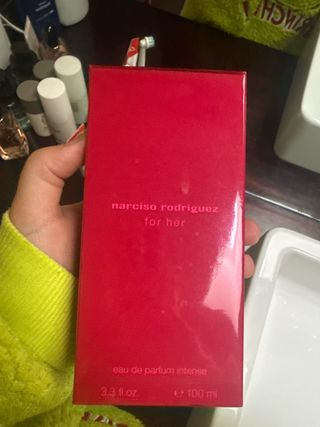 narciso rodriguez
for her
eau de parfum intense
3.3 fl.oz. ℮ 100 ml